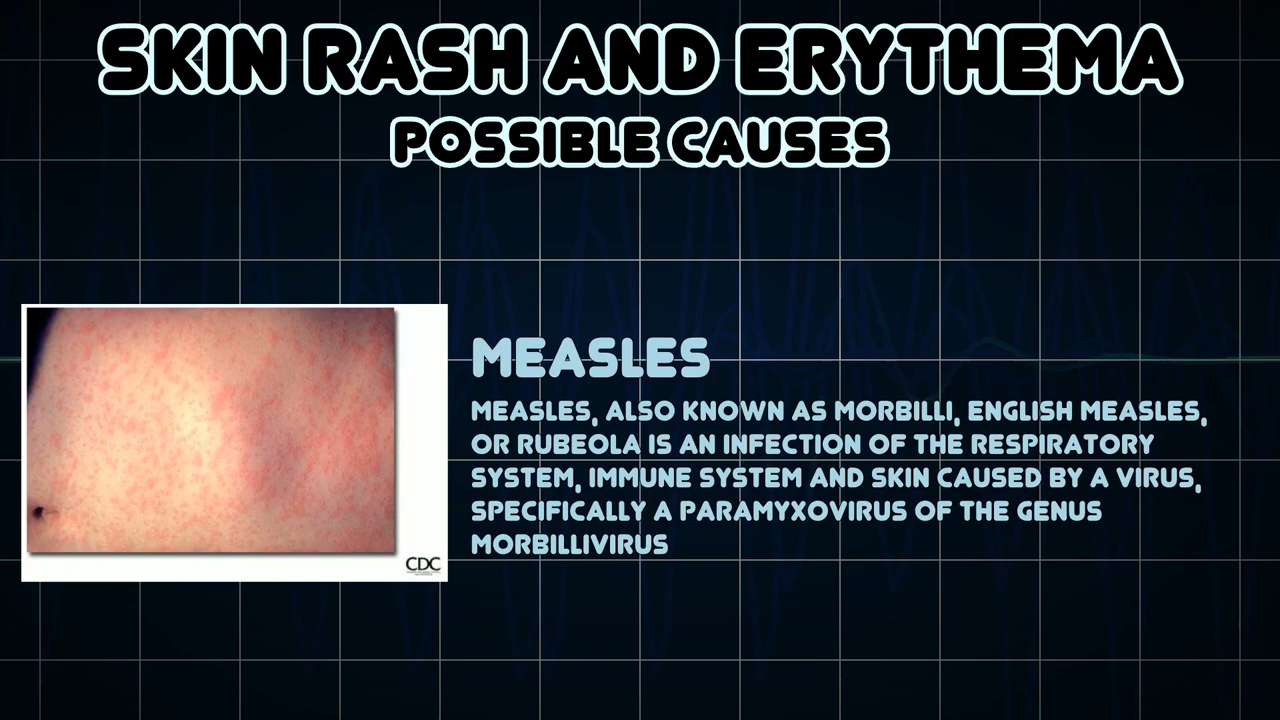 SKIN RASH AND ERYTHEMA
POSSIBLE CAUSES
MEASLES
MEASLES, ALSO KNOWN AS MORBILLI, ENGLISH MEASLES,
OR RUBEOLA IS AN INFECTION OF THE RESPIRATORY
SYSTEM, IMMUNE SYSTEM AND SKIN CAUSED BY A VIRUS,
SPECIFICALLY A PARAMYXOVIRUS OF THE GENUS
MORBILLIVIRUS
CDC